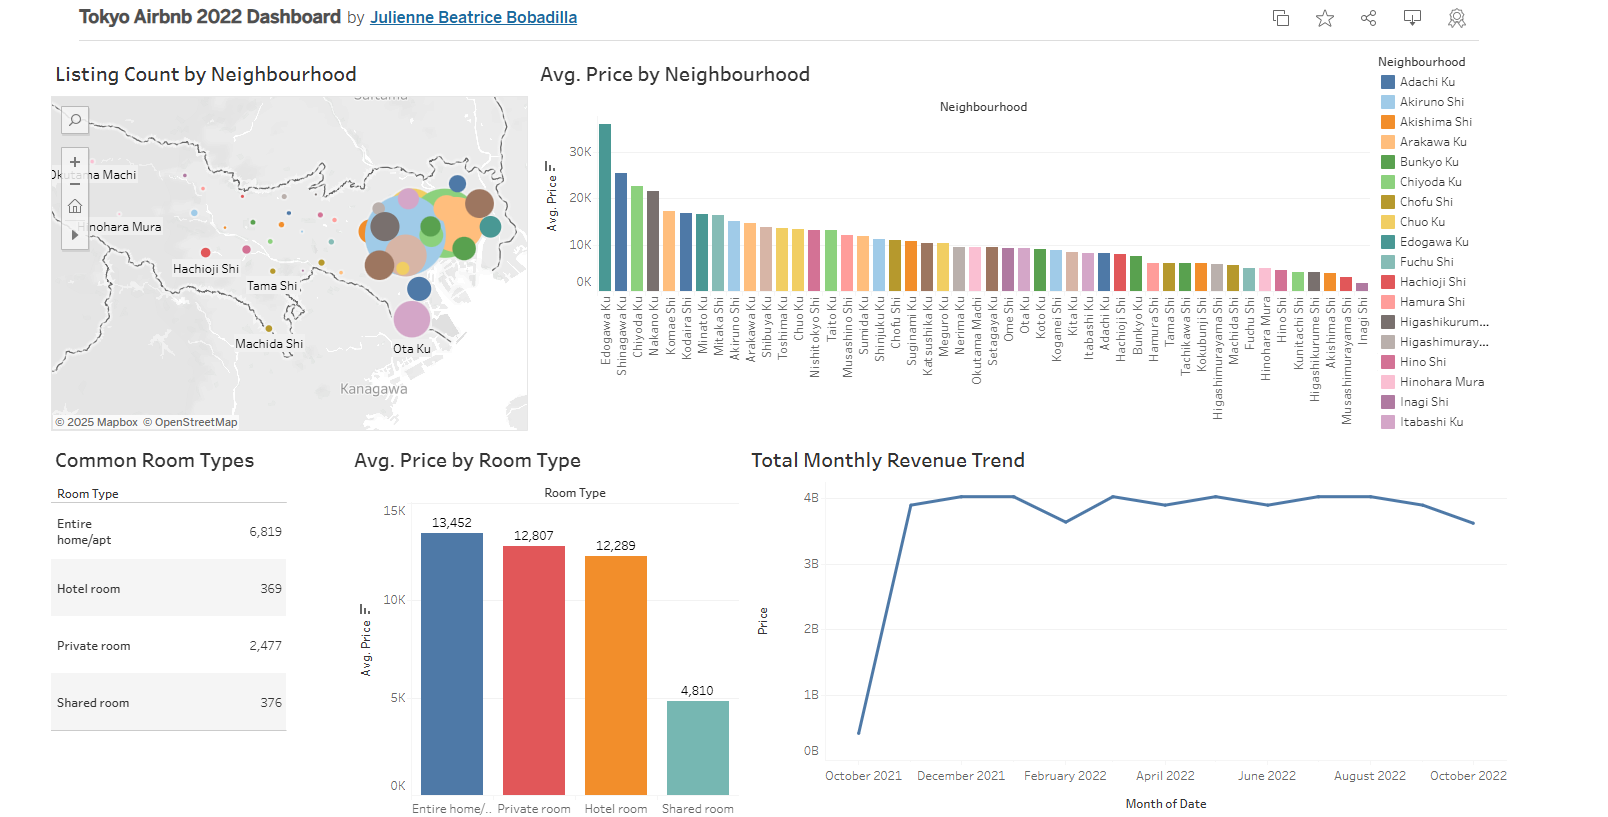 Tokyo Airbnb 2022 Dashboard by Julienne Beatrice Bobadilla
Listing Count by Neighbourhood
Okutama Machi
Hinohara Mura
Hachioji Shi
Tama Shi
Machida Shi
Ota Ku
Kanagawa
© 2025 Mapbox © OpenStreetMap
Avg. Price by Neighbourhood
Neighbourhood
Avg. Price
30K
20K
10K
0K
Edogawa Ku
Shinagawa Ku
Chiyoda Ku
Nakano Ku
Komae Shi
Kodaira Shi
Minato Ku
Mitaka Shi
Akiruno Shi
Arakawa Ku
Shibuya Ku
Toshima Ku
Chuo Ku
Nishitokyo Shi
Taito Ku
Musashino Shi
Sumida Ku
Shinjuku Ku
Chofu Shi
Suginami Ku
Katsushika Ku
Meguro Ku
Nerima Ku
Okutama Machi
Setagaya Ku
Ome Shi
Ota Ku
Koto Ku
Koganei Shi
Kita Ku
Itabashi Ku
Adachi Ku
Hachioji Shi
Bunkyo Ku
Hamura Shi
Tama Shi
Tachikawa Shi
Kokubunji Shi
Higashimurayama Shi
Machida Shi
Fuchu Shi
Hinohara Mura
Hino Shi
Kunitachi Shi
Higashikurume Shi
Akishima Shi
Musashimurayama Shi
Inagi Shi
Neighbourhood
Adachi Ku
Akiruno Shi
Akishima Shi
Arakawa Ku
Bunkyo Ku
Chiyoda Ku
Chofu Shi
Chuo Ku
Edogawa Ku
Fuchu Shi
Hachioji Shi
Hamura Shi
Higashikurum...
Higashimuray...
Hino Shi
Hinohara Mura
Inagi Shi
Itabashi Ku
Common Room Types
Room Type
Entire
home/apt 6,819
Hotel room 369
Private room 2,477
Shared room 376
Avg. Price by Room Type
Room Type
Avg. Price
15K
10K
5K
0K
13,452
12,807
12,289
4,810
Entire home/.. Private room Hotel room Shared room
Total Monthly Revenue Trend
Price
4B
3B
2B
1B
0B
October 2021 December 2021 February 2022 April 2022 June 2022 August 2022 October 2022
Month of Date